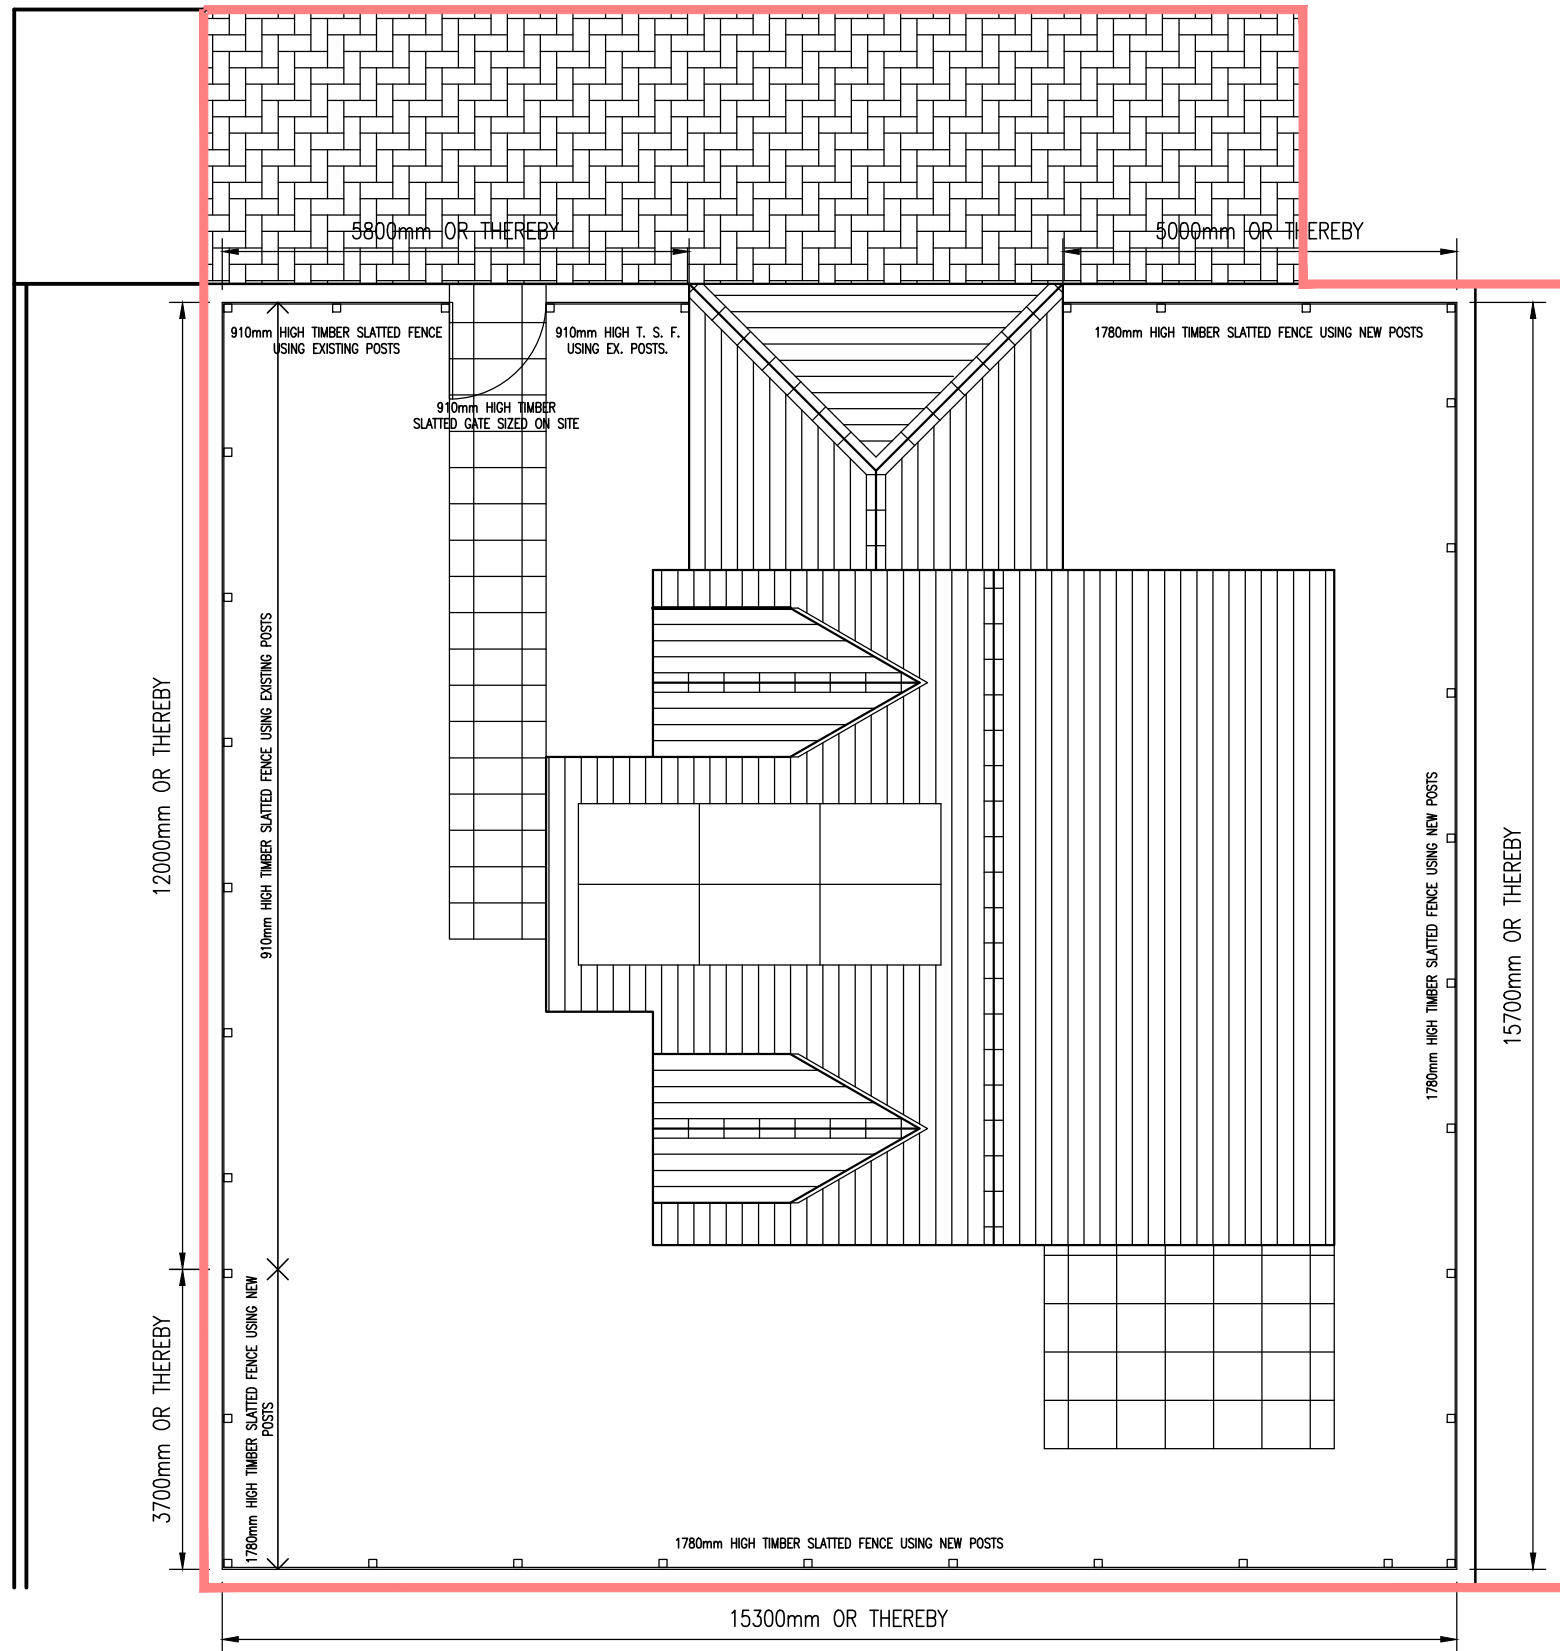 5800mm OR THEREBY
5000mm OR THEREBY
910mm HIGH TIMBER SLATTED FENCE
USING EXISTING POSTS
910mm HIGH T. S. F.
USING EX. POSTS.
1780mm HIGH TIMBER SLATTED FENCE USING NEW POSTS
910mm HIGH TIMBER
SLATTED GATE SIZED ON SITE
12000mm OR THEREBY
910mm HIGH TIMBER SLATTED FENCE USING EXISTING POSTS
1780mm HIGH TIMBER SLATTED FENCE USING NEW POSTS
15700mm OR THEREBY
3700mm OR THEREBY
1780mm HIGH TIMBER SLATTED FENCE USING NEW
POSTS
1780mm HIGH TIMBER SLATTED FENCE USING NEW POSTS
15300mm OR THEREBY